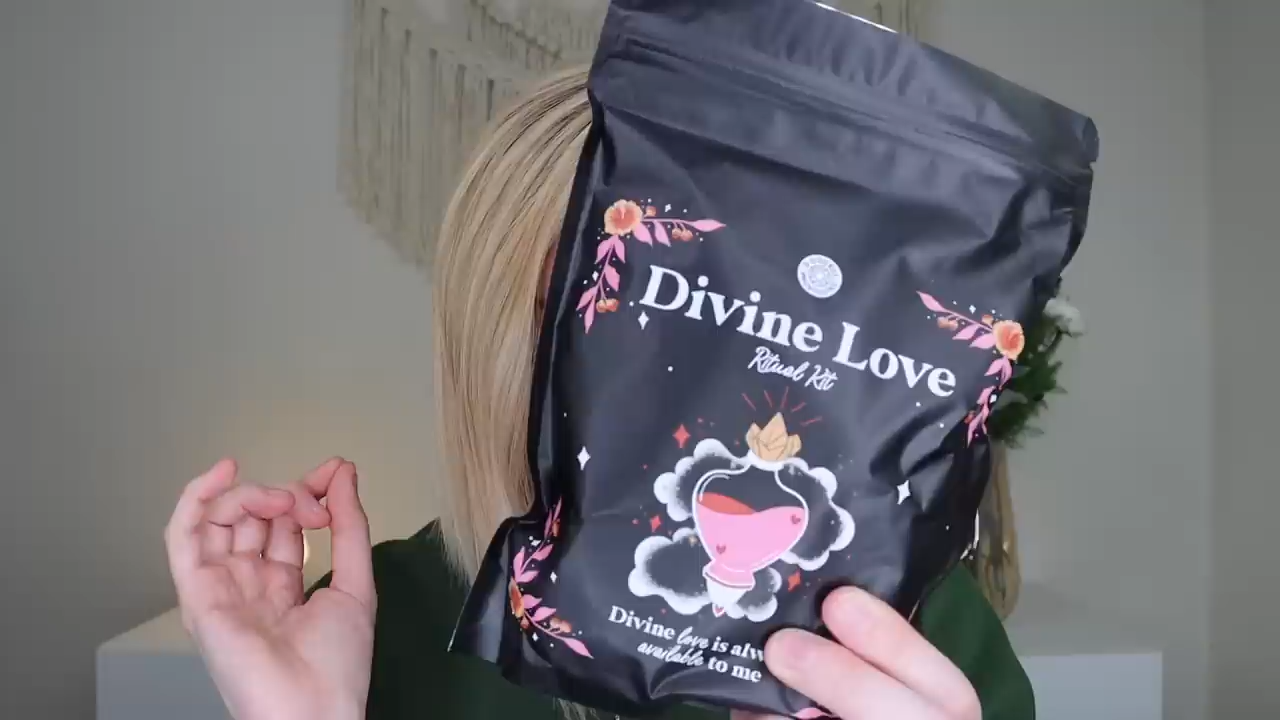 Divine Love
Ritual Kit
Divine love is alw
available to me